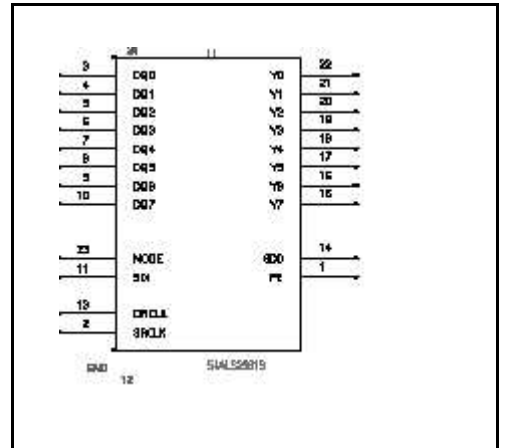 24
3 DQ0 Y0 22
4 DQ1 Y1 21
5 DQ2 Y2 20
6 DQ3 Y3 19
7 DQ4 Y4 18
8 DQ5 Y5 17
9 DQ6 Y6 16
10 DQ7 Y7 15
23 MODE SDO 14
11 SDI 1
13
2 SRCLK
GND
12